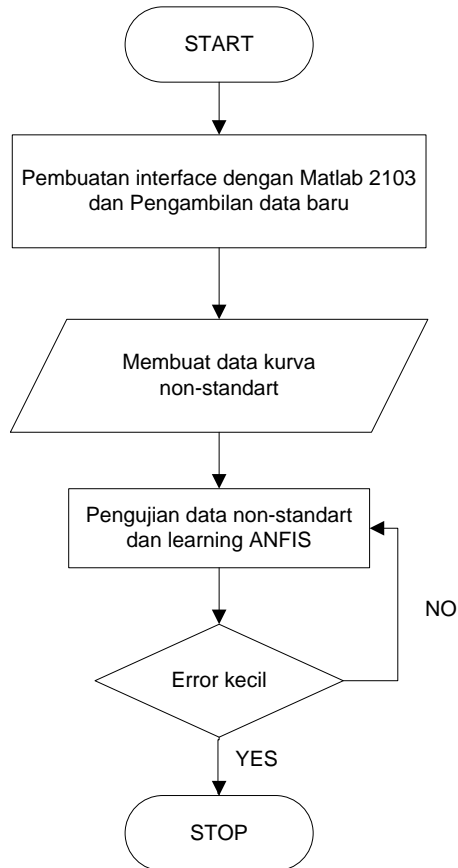 START
Pembuatan interface dengan Matlab 2103
dan Pengambilan data baru
Membuat data kurva
non-standart
Pengujian data non-standart
dan learning ANFIS
NO
Error kecil
YES
STOP